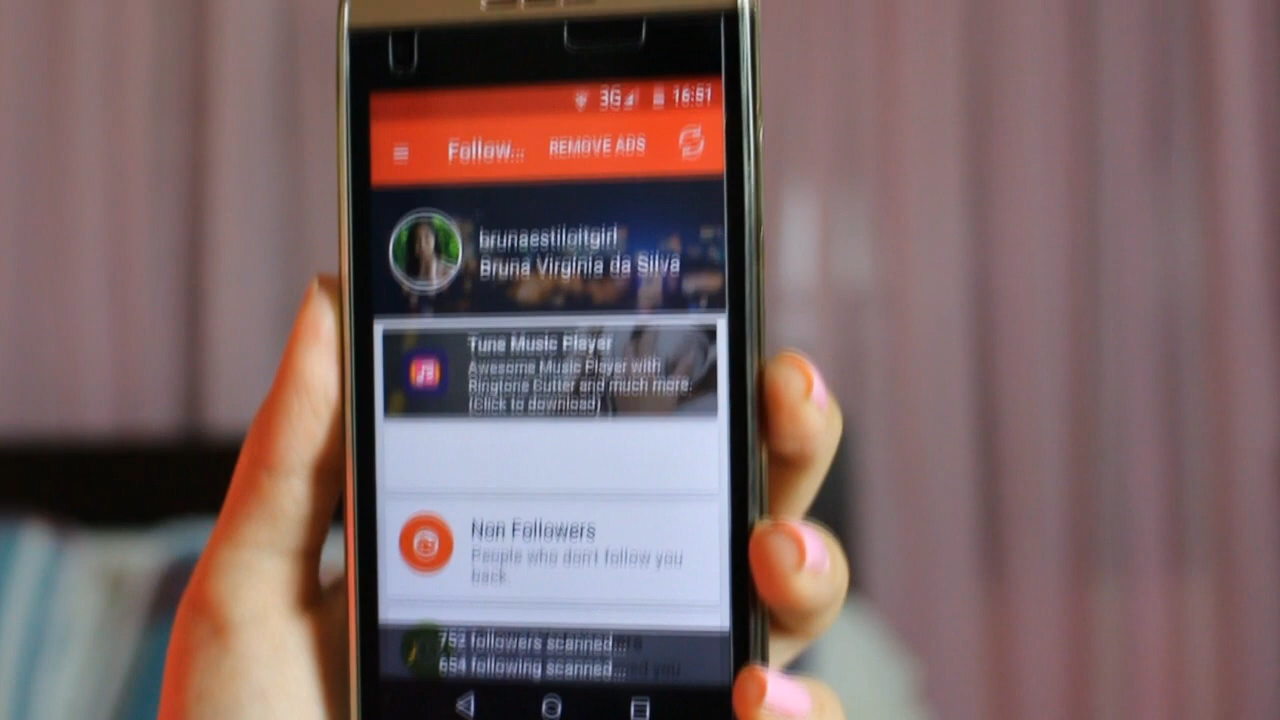 3G 16:51
Follow... REMOVE ADS
brunaestiloitgirl
Bruna Virginia da Silva
Tune Music Player
Awesome Music Player with
Ringtone Cutter and much more.
(Click to download)
Non Followers
People who don't follow you
back.
752 followers scanned...
654 following scanned... you